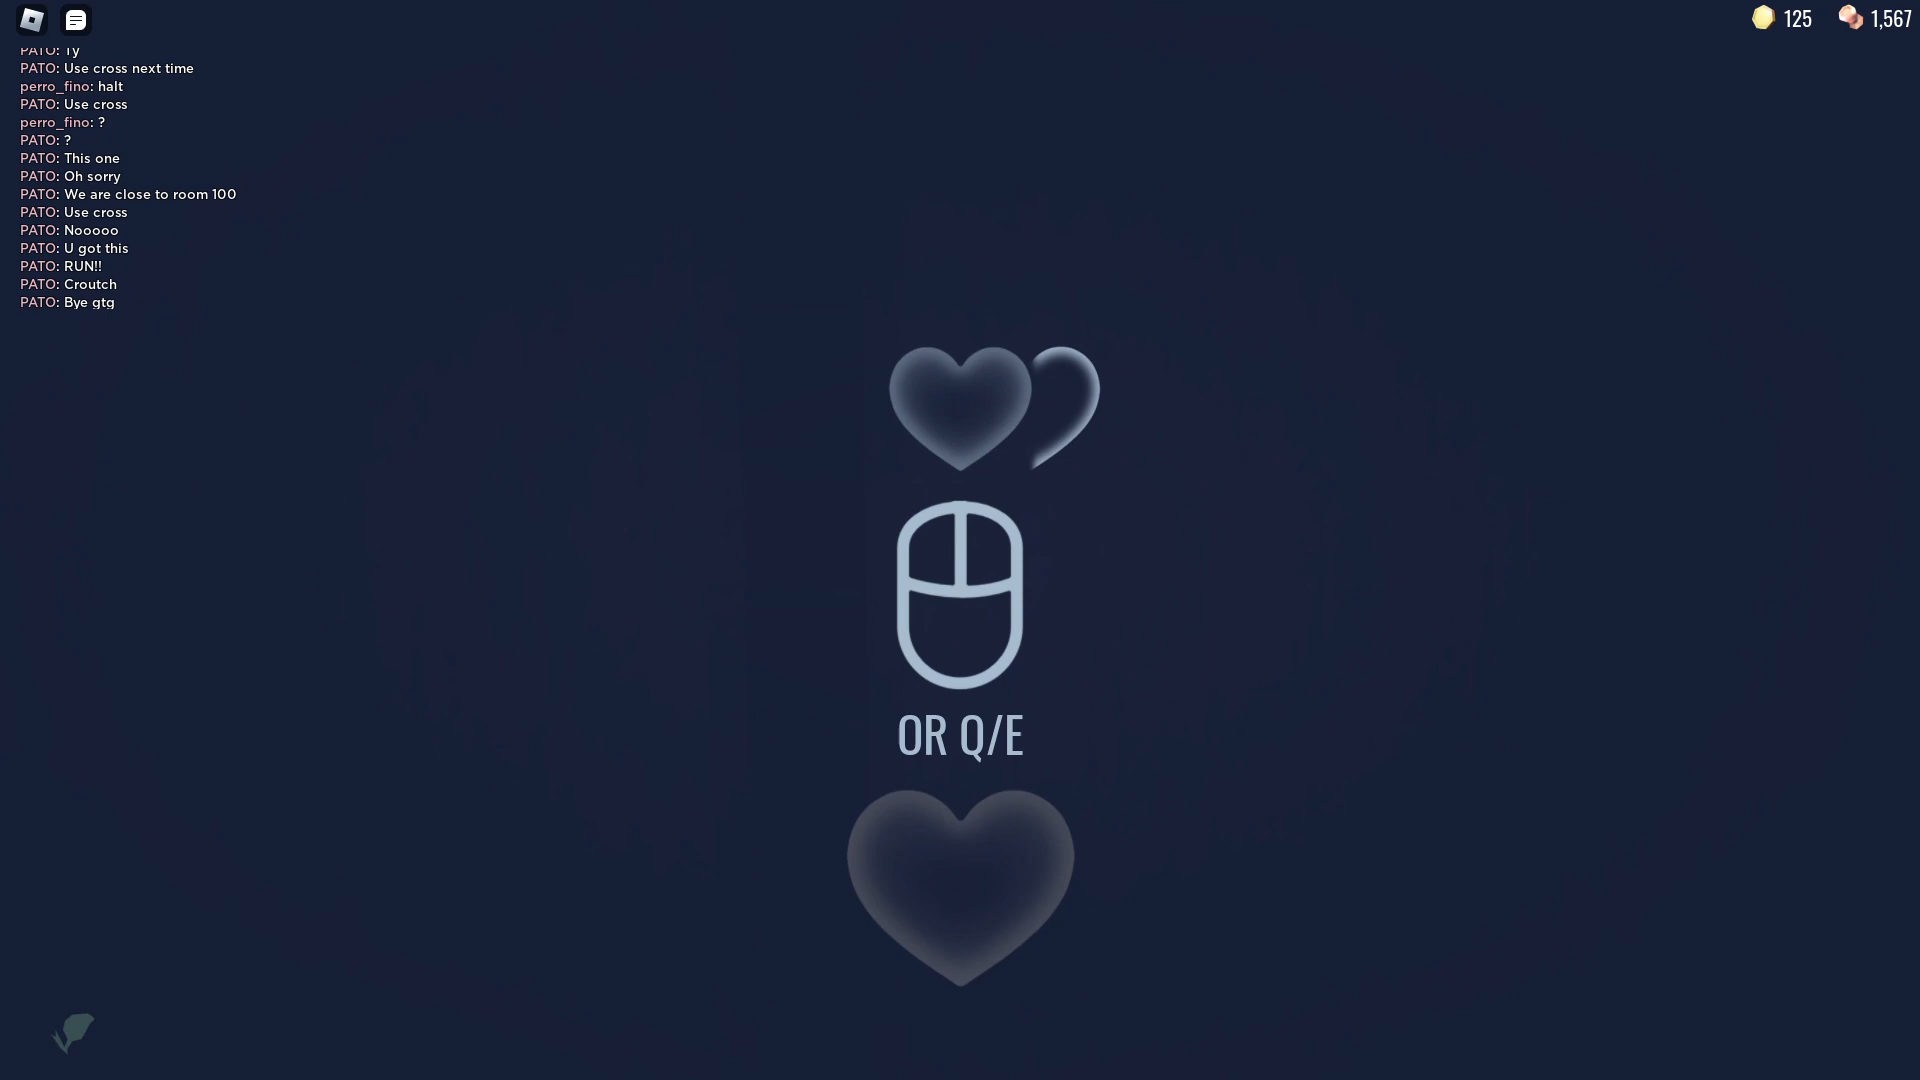 125
1,567
PATO: Ty
PATO: Use cross next time
perro_fino: halt
PATO: Use cross
perro_fino: ?
PATO: ?
PATO: This one
PATO: Oh sorry
PATO: We are close to room 100
PATO: Use cross
PATO: Nooooo
PATO: U got this
PATO: RUN!!
PATO: Croutch
PATO: Bye gtg
OR Q/E